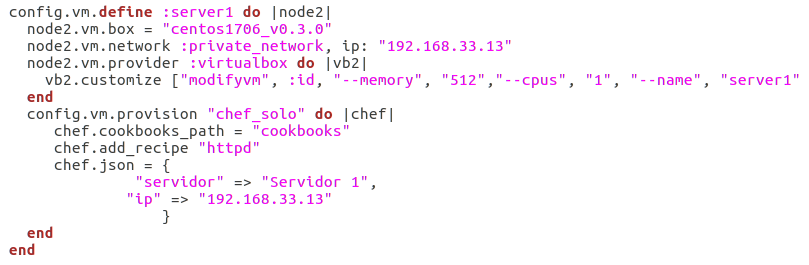 config.vm.define :server1 do |node2|
  node2.vm.box = "centos1706_v0.3.0"
  node2.vm.network :private_network, ip: "192.168.33.13"
  node2.vm.provider :virtualbox do |vb2|
    vb2.customize ["modifyvm", :id, "--memory", "512","--cpus", "1", "--name", "server1"
  end
  config.vm.provision "chef_solo" do |chef|
     chef.cookbooks_path = "cookbooks"
     chef.add_recipe "httpd"
     chef.json = {
              "servidor" => "Servidor 1",
             "ip" => "192.168.33.13"
                 }
  end
end